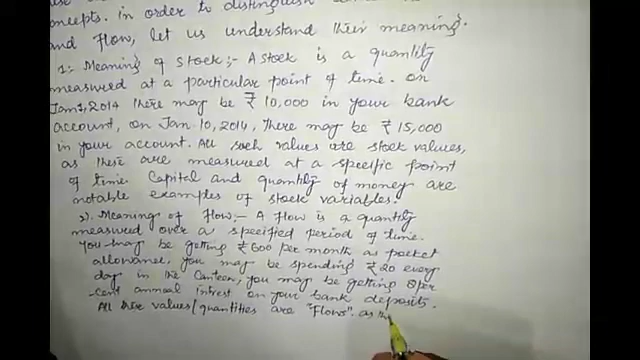 concepts. In order to distinguish
and flow, let us understand their meaning.
1:- Meaning of Stock:- A stock is a quantity
measured at a particular point of time. On
Jan 1, 2014 there may be ₹ 10,000 in your bank
account, on Jan 10, 2014, there may be ₹ 15,000
in your account. All such values are stock values,
as these are measured at a specific point
of time. Capital and quantity of money are
notable examples of stock variables.
2). Meaning of Flow:- A flow is a quantity
measured over a specified period of time.
You may be getting ₹ 600 per month as pocket
allowance, you may be spending ₹ 20 every
day in the Canteen, you may be getting 8 per
-cent annual intrest on your bank deposits.
All these values/quantities are "Flows" as